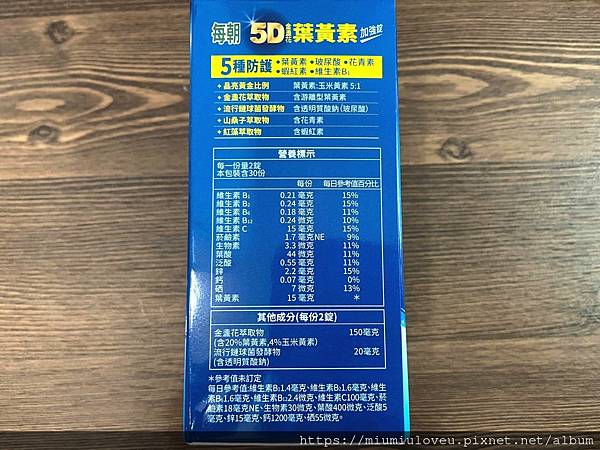 每朝 5D金盞花葉黃素加強錠
5種防護 •葉黃素 •玻尿酸 •花青素
•蝦紅素 •維生素B₁
+晶亮黃金比例 葉黃素:玉米黃素 5:1
+金盞花萃取物 含游離型葉黃素
+流行鏈球菌發酵物 含透明質酸鈉(玻尿酸)
+山桑子萃取物 含花青素
+紅藻萃取物 含蝦紅素
營養標示
每一份量2錠
本包裝含30份
每份 每日參考值百分比
維生素 B₁ 0.21 毫克 15%
維生素 B₂ 0.24 毫克 15%
維生素 B₆ 0.18 毫克 11%
維生素 B₁₂ 0.24 微克 10%
維生素 C 15 毫克 15%
菸鹼素 1.7 毫克NE 9%
生物素 3.3 微克 11%
葉酸 44 微克 11%
泛酸 0.55 毫克 11%
鋅 2.2 毫克 15%
鈣 0.07 毫克 0%
硒 7 微克 13%
葉黃素 15 毫克 *
其他成分(每份2錠)
金盞花萃取物 150毫克
(含20%葉黃素,4%玉米黃素)
流行鏈球菌發酵物 20毫克
(含透明質酸鈉)
*參考值未訂定
每日參考值:維生素B₁1.4毫克、維生素B₂1.6毫克、維生
素B₆1.6毫克、維生素B₁₂2.4微克、維生素C100毫克、菸
鹼素18毫克NE、生物素30微克、葉酸400微克、泛酸5
毫克、鋅15毫克、鈣1200毫克、硒55微克。
https://miumiuloveu.pixnet.net/album